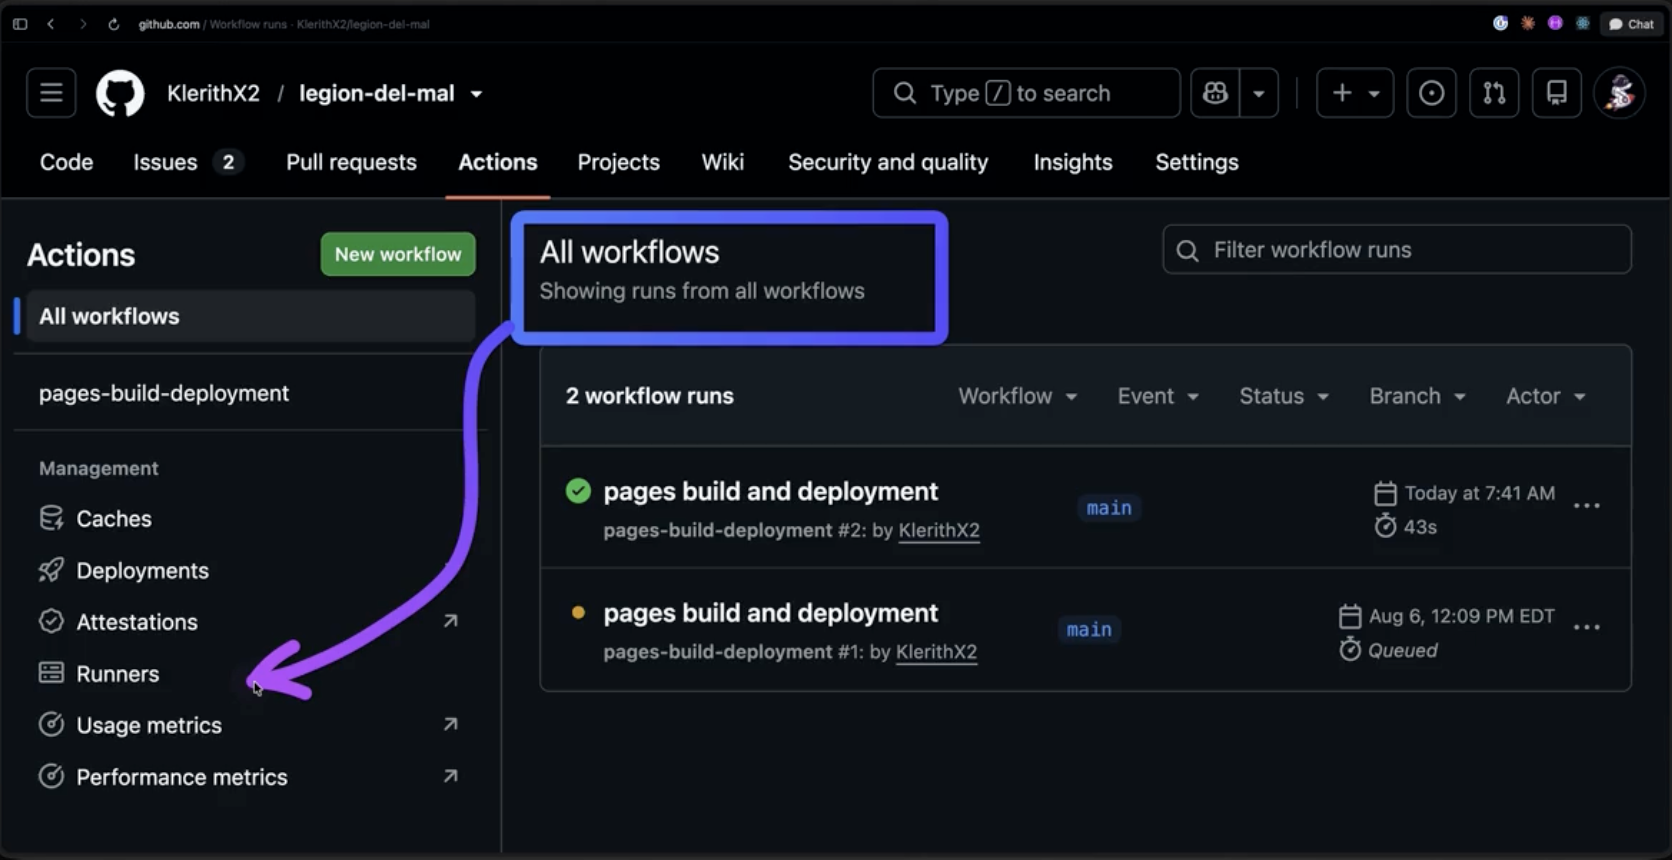 github.com / Workflow runs · KlerithX2/legion-del-mal
Chat
KlerithX2 / legion-del-mal
Type / to search
Code Issues 2 Pull requests Actions Projects Wiki Security and quality Insights Settings
Actions
New workflow
All workflows
pages-build-deployment
Management
Caches
Deployments
Attestations
Runners
Usage metrics
Performance metrics
All workflows
Showing runs from all workflows
Filter workflow runs
2 workflow runs
Workflow Event Status Branch Actor
pages build and deployment
pages-build-deployment #2: by KlerithX2
main
Today at 7:41 AM
43s
pages build and deployment
pages-build-deployment #1: by KlerithX2
main
Aug 6, 12:09 PM EDT
Queued